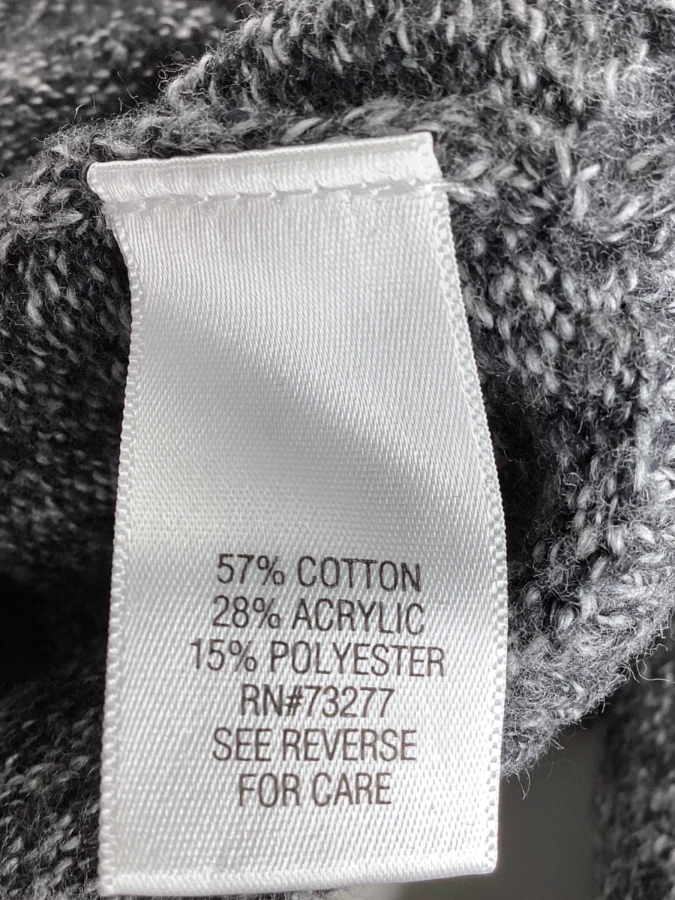 57% COTTON
28% ACRYLIC
15% POLYESTER
RN#73277
SEE REVERSE
FOR CARE